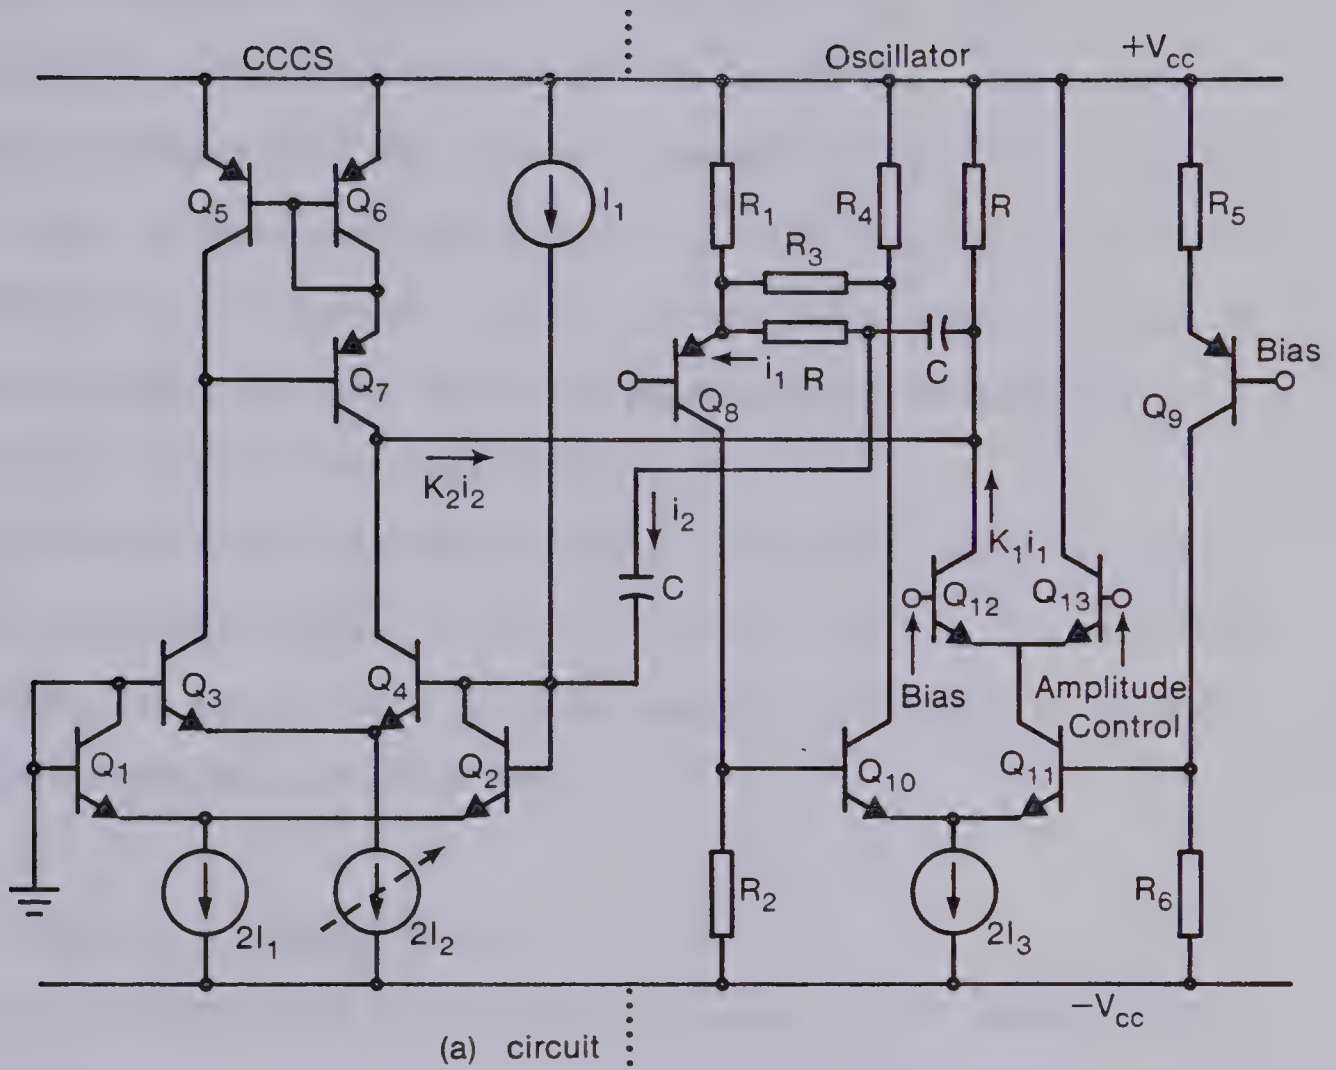 CCCS
Oscillator
+Vcc
Q5
Q6
I1
R1
R4
R
R5
R3
Q7
i1 R
C
Q8
Bias
Q9
K2i2
i2
C
K1i1
Q12
Q13
Q3
Q4
Bias
Amplitude
Control
Q1
Q2
Q10
Q11
2I1
2I2
R2
2I3
R6
−Vcc
(a) circuit